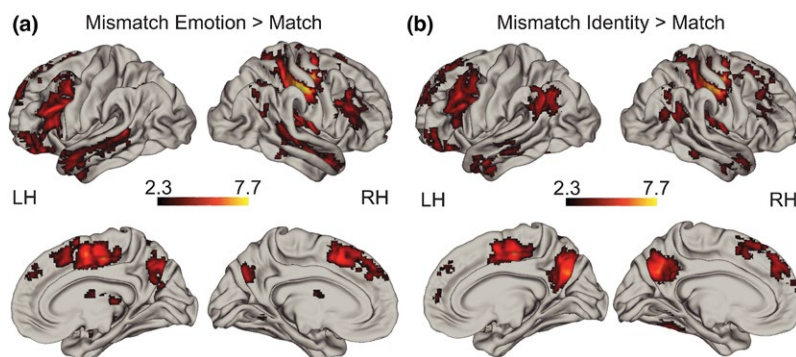 (a) Mismatch Emotion > Match
(b) Mismatch Identity > Match
LH 2.3 7.7 RH
LH 2.3 7.7 RH